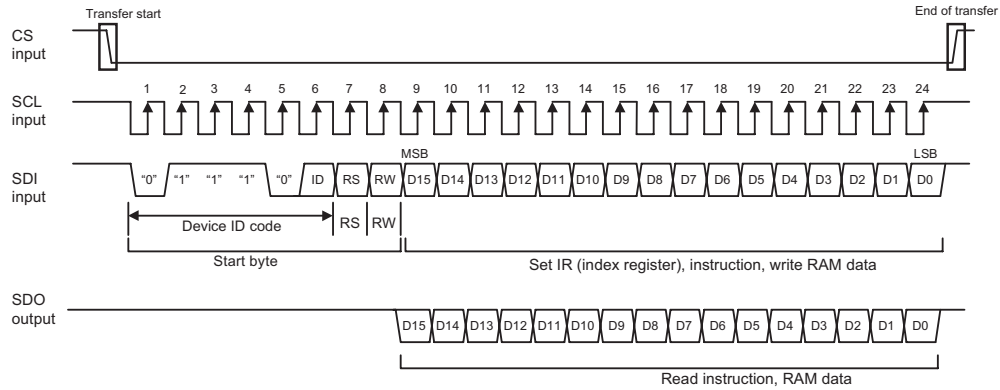 Transfer start
End of transfer
CS
input
1 2 3 4 5 6 7 8 9 10 11 12 13 14 15 16 17 18 19 20 21 22 23 24
SCL
input
MSB LSB
SDI
input
“0” “1” “1” “1” “0” ID RS RW D15 D14 D13 D12 D11 D10 D9 D8 D7 D6 D5 D4 D3 D2 D1 D0
Device ID code RS RW
Start byte
Set IR (index register), instruction, write RAM data
SDO
output
D15 D14 D13 D12 D11 D10 D9 D8 D7 D6 D5 D4 D3 D2 D1 D0
Read instruction, RAM data